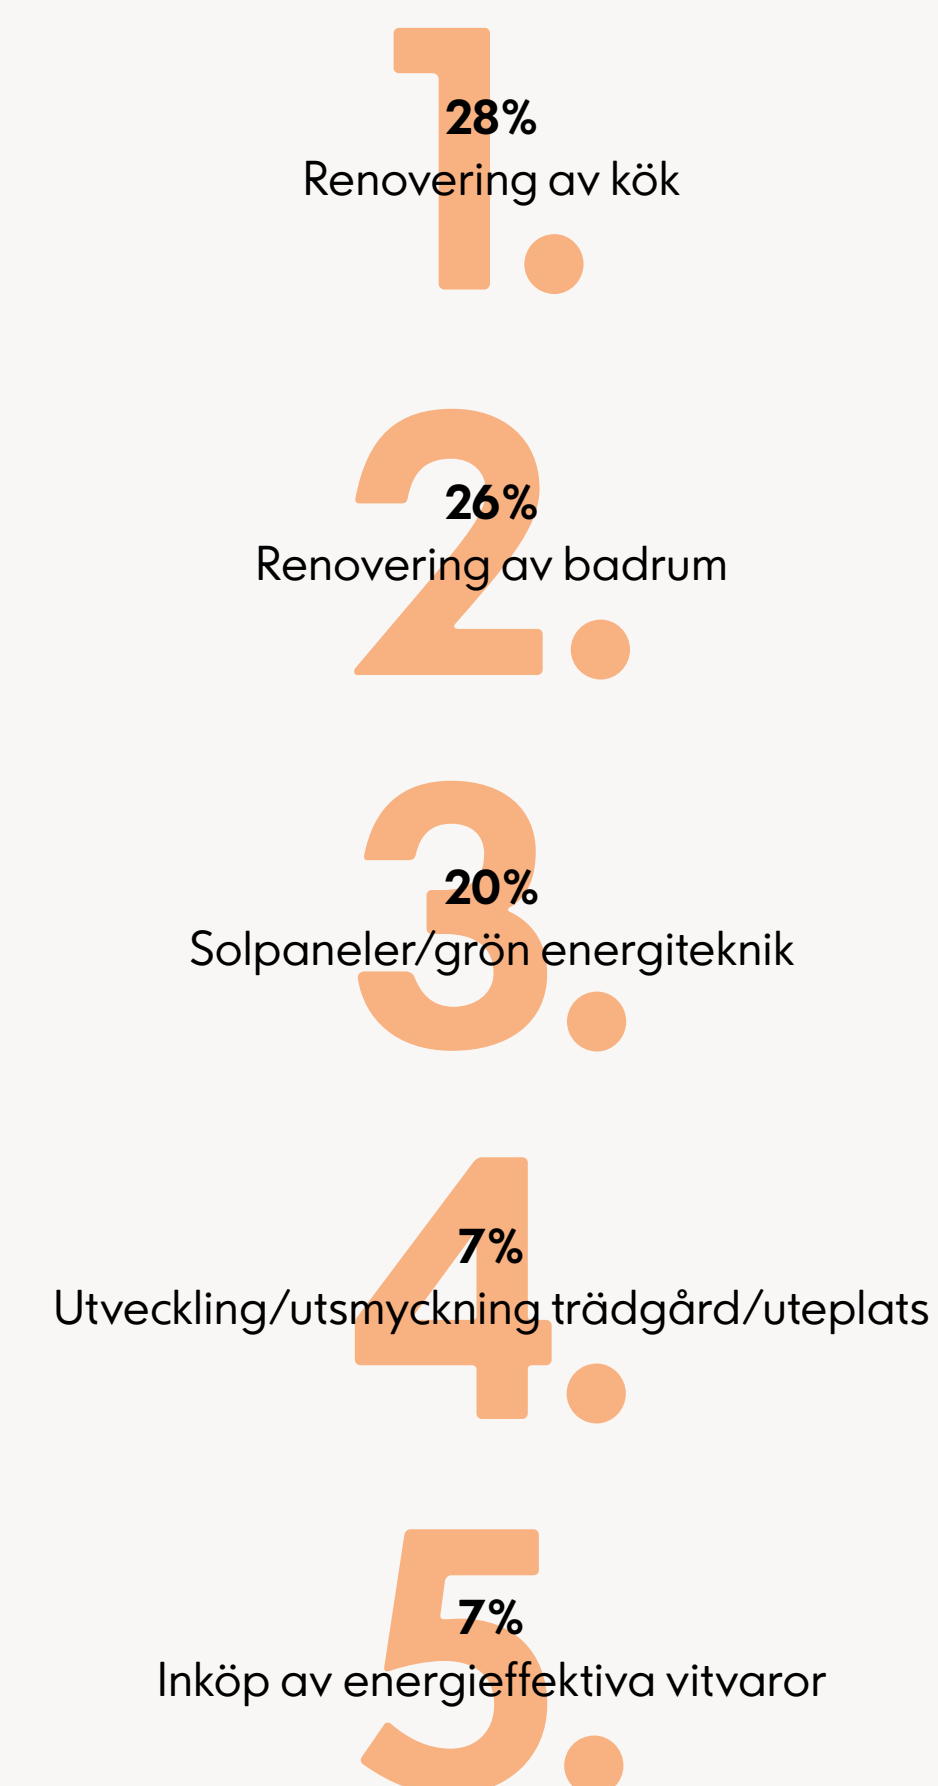 1.
28%
Renovering av kök
2.
26%
Renovering av badrum
3.
20%
Solpaneler/grön energiteknik
4.
7%
Utveckling/utsmyckning trädgård/uteplats
5.
7%
Inköp av energieffektiva vitvaror